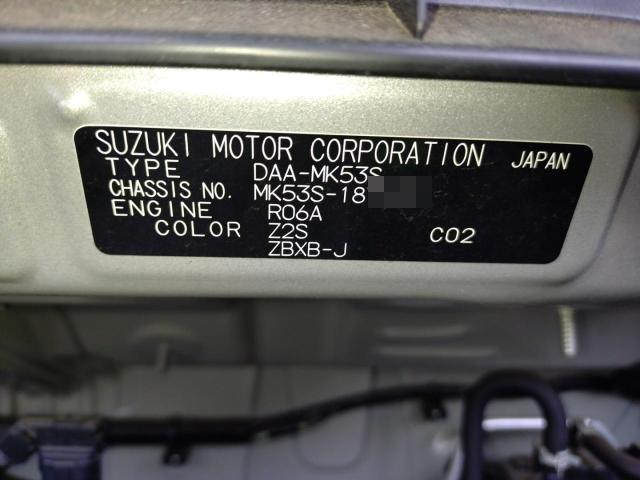 SUZUKI MOTOR CORPORATION JAPAN
TYPE DAA-MK53S
CHASSIS NO. MK53S-18
ENGINE R06A
COLOR Z2S C02
ZBXB-J